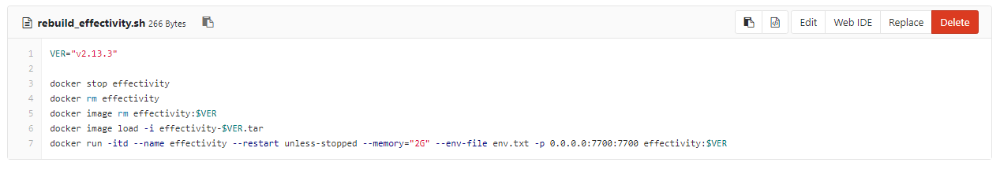 rebuild_effectivity.sh 266 Bytes
Edit Web IDE Replace Delete
1 VER="v2.13.3"
2
3 docker stop effectivity
4 docker rm effectivity
5 docker image rm effectivity:$VER
6 docker image load -i effectivity-$VER.tar
7 docker run -itd --name effectivity --restart unless-stopped --memory="2G" --env-file env.txt -p 0.0.0.0:7700:7700 effectivity:$VER